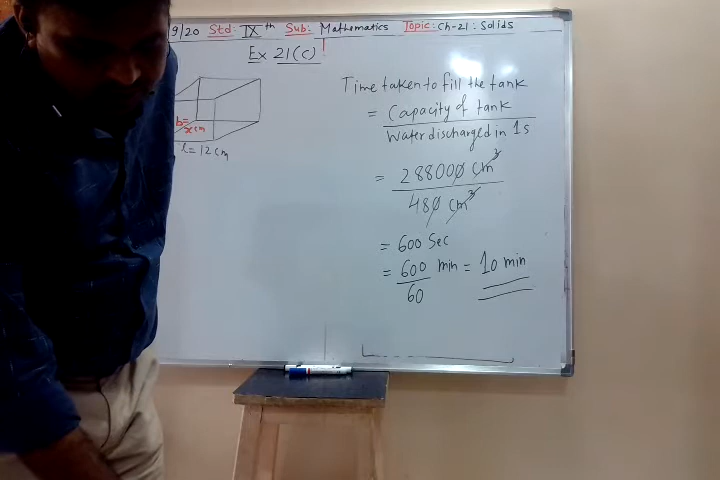 9/20 Std: IXth Sub: Mathematics Topic: Ch-21: Solids
Ex 21(c)
b=
x cm
l = 12 cm
Time taken to fill the tank
= Capacity of tank
Water discharged in 1s
= 288000 cm³
480 cm³
= 600 Sec
= 600 min = 10 min
60